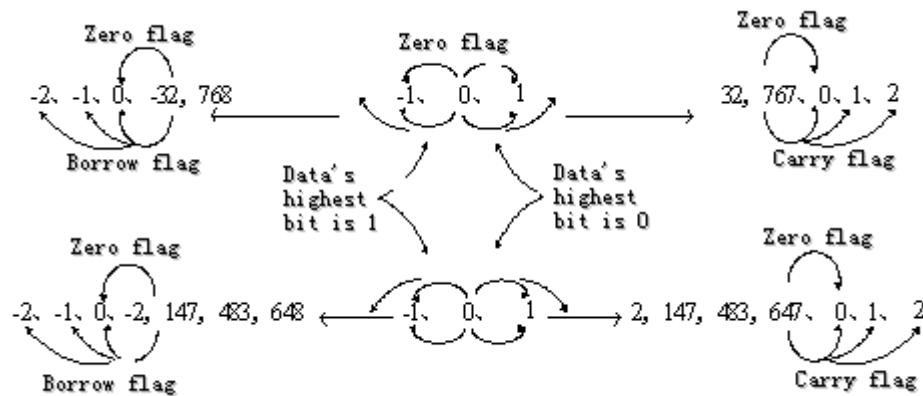 Zero flag
Zero flag
Zero flag
-2、-1、0、-32, 768
-1、 0、 1
32, 767、0、1、2
Borrow flag
Carry flag
Data's
highest
bit is 1
Data's
highest
bit is 0
Zero flag
Zero flag
-2、-1、0、-2, 147, 483, 648
-1、 0、 1
2, 147, 483, 647、 0、1、 2
Borrow flag
Carry flag